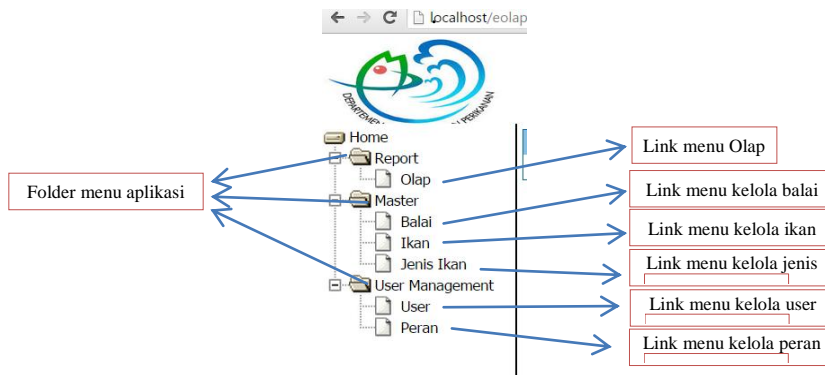 localhost/eolap
DEPARTEMEN
PERIKANAN
Home
Report
Olap
Master
Balai
Ikan
Jenis Ikan
User Management
User
Peran
Folder menu aplikasi
Link menu Olap
Link menu kelola balai
Link menu kelola ikan
Link menu kelola jenis
Link menu kelola user
Link menu kelola peran